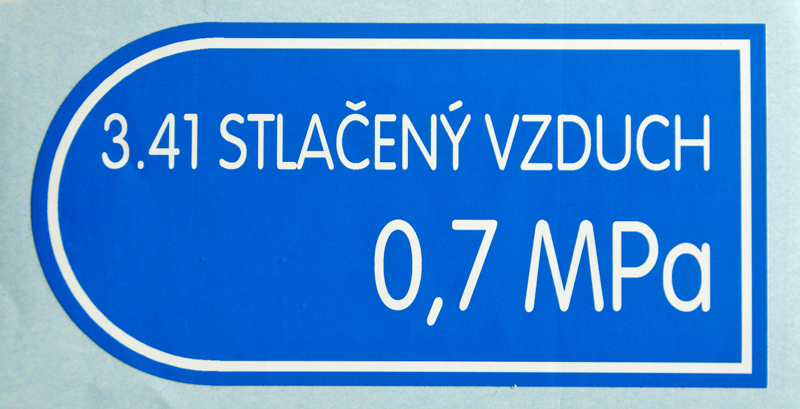 3.41 STLAČENÝ VZDUCH
0,7 MPa